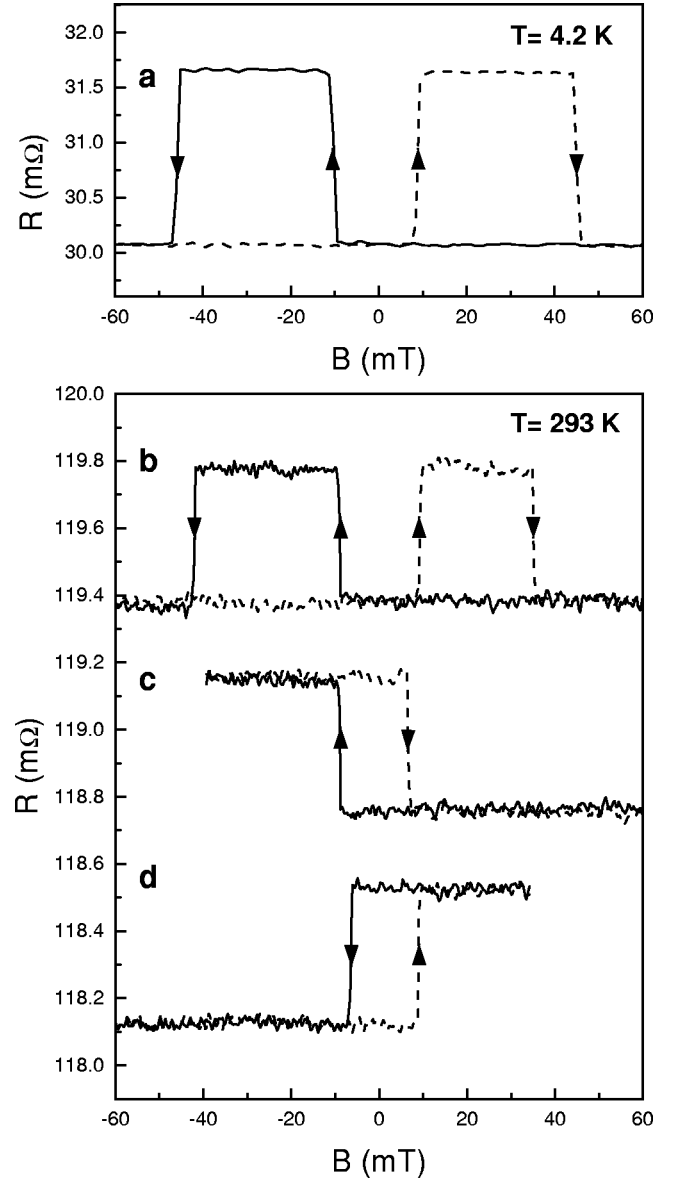 32.0
T= 4.2 K
a
31.5
31.0
30.5
30.0
R (mΩ)
-60 -40 -20 0 20 40 60
B (mT)
120.0
T= 293 K
b
119.8
119.6
119.4
119.2
c
119.0
118.8
118.6
d
118.4
118.2
118.0
R (mΩ)
-60 -40 -20 0 20 40 60
B (mT)